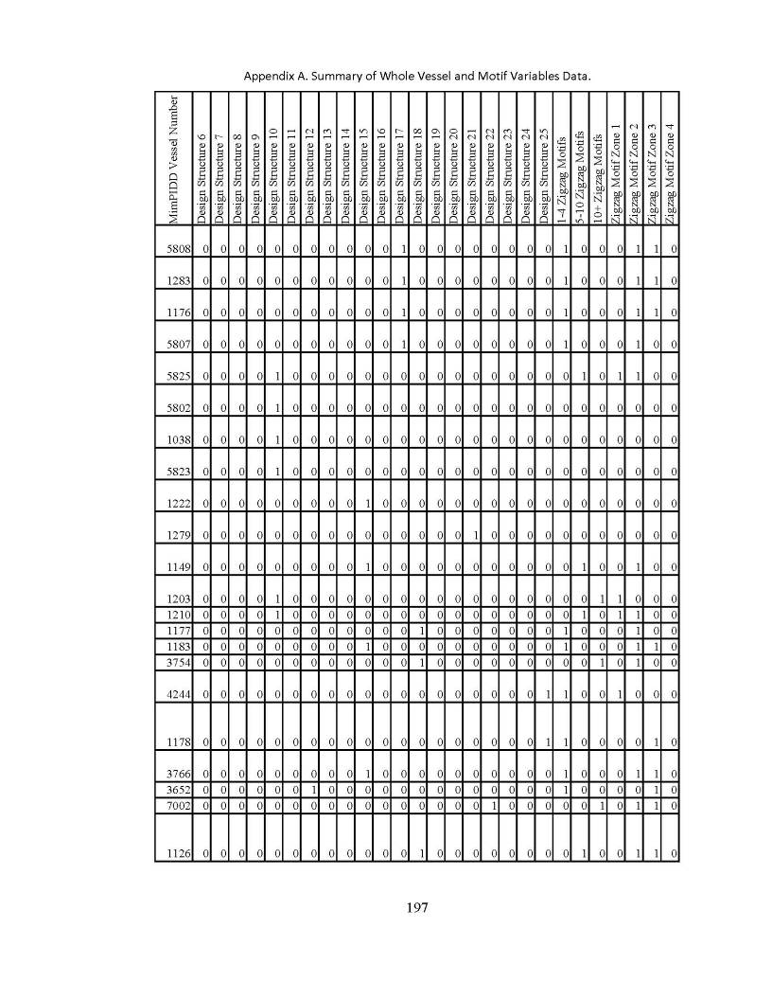 Appendix A. Summary of Whole Vessel and Motif Variables Data.
MimPIDD Vessel Number
Design Structure 6
Design Structure 7
Design Structure 8
Design Structure 9
Design Structure 10
Design Structure 11
Design Structure 12
Design Structure 13
Design Structure 14
Design Structure 15
Design Structure 16
Design Structure 17
Design Structure 18
Design Structure 19
Design Structure 20
Design Structure 21
Design Structure 22
Design Structure 23
Design Structure 24
Design Structure 25
1-4 Zigzag Motifs
5-10 Zigzag Motifs
10+ Zigzag Motifs
Zigzag Motif Zone 1
Zigzag Motif Zone 2
Zigzag Motif Zone 3
Zigzag Motif Zone 4
5808 0 0 0 0 0 0 0 0 0 0 0 1 0 0 0 0 0 0 0 0 1 0 0 0 1 1 0
1283 0 0 0 0 0 0 0 0 0 0 0 1 0 0 0 0 0 0 0 0 1 0 0 0 1 1 0
1176 0 0 0 0 0 0 0 0 0 0 0 1 0 0 0 0 0 0 0 0 1 0 0 0 1 1 0
5807 0 0 0 0 0 0 0 0 0 0 0 1 0 0 0 0 0 0 0 0 1 0 0 0 1 0 0
5825 0 0 0 0 1 0 0 0 0 0 0 0 0 0 0 0 0 0 0 0 0 1 0 1 1 0 0
5802 0 0 0 0 1 0 0 0 0 0 0 0 0 0 0 0 0 0 0 0 0 0 0 0 0 0 0
1038 0 0 0 0 1 0 0 0 0 0 0 0 0 0 0 0 0 0 0 0 0 0 0 0 0 0 0
5823 0 0 0 0 1 0 0 0 0 0 0 0 0 0 0 0 0 0 0 0 0 0 0 0 0 0 0
1222 0 0 0 0 0 0 0 0 0 1 0 0 0 0 0 0 0 0 0 0 0 0 0 0 0 0 0
1279 0 0 0 0 0 0 0 0 0 0 0 0 0 0 0 1 0 0 0 0 0 0 0 0 0 0 0
1149 0 0 0 0 0 0 0 0 0 1 0 0 0 0 0 0 0 0 0 0 0 1 0 0 1 0 0
1203 0 0 0 0 1 0 0 0 0 0 0 0 0 0 0 0 0 0 0 0 0 0 1 1 0 0 0
1210 0 0 0 0 1 0 0 0 0 0 0 0 0 0 0 0 0 0 0 0 0 1 0 1 1 0 0
1177 0 0 0 0 0 0 0 0 0 0 0 0 1 0 0 0 0 0 0 0 1 0 0 0 1 0 0
1183 0 0 0 0 0 0 0 0 0 1 0 0 0 0 0 0 0 0 0 0 1 0 0 0 1 1 0
3754 0 0 0 0 0 0 0 0 0 0 0 0 1 0 0 0 0 0 0 0 0 0 1 0 1 0 0
4244 0 0 0 0 0 0 0 0 0 0 0 0 0 0 0 0 0 0 0 1 1 0 0 1 0 0 0
1178 0 0 0 0 0 0 0 0 0 0 0 0 0 0 0 0 0 0 0 1 1 0 0 0 0 1 0
3766 0 0 0 0 0 0 0 0 0 1 0 0 0 0 0 0 0 0 0 0 1 0 0 0 1 1 0
3652 0 0 0 0 0 0 1 0 0 0 0 0 0 0 0 0 0 0 0 0 1 0 0 0 0 1 0
7002 0 0 0 0 0 0 0 0 0 0 0 0 0 0 0 0 1 0 0 0 0 0 1 0 1 1 0
1126 0 0 0 0 0 0 0 0 0 0 0 0 1 0 0 0 0 0 0 0 0 1 0 0 1 1 0
197